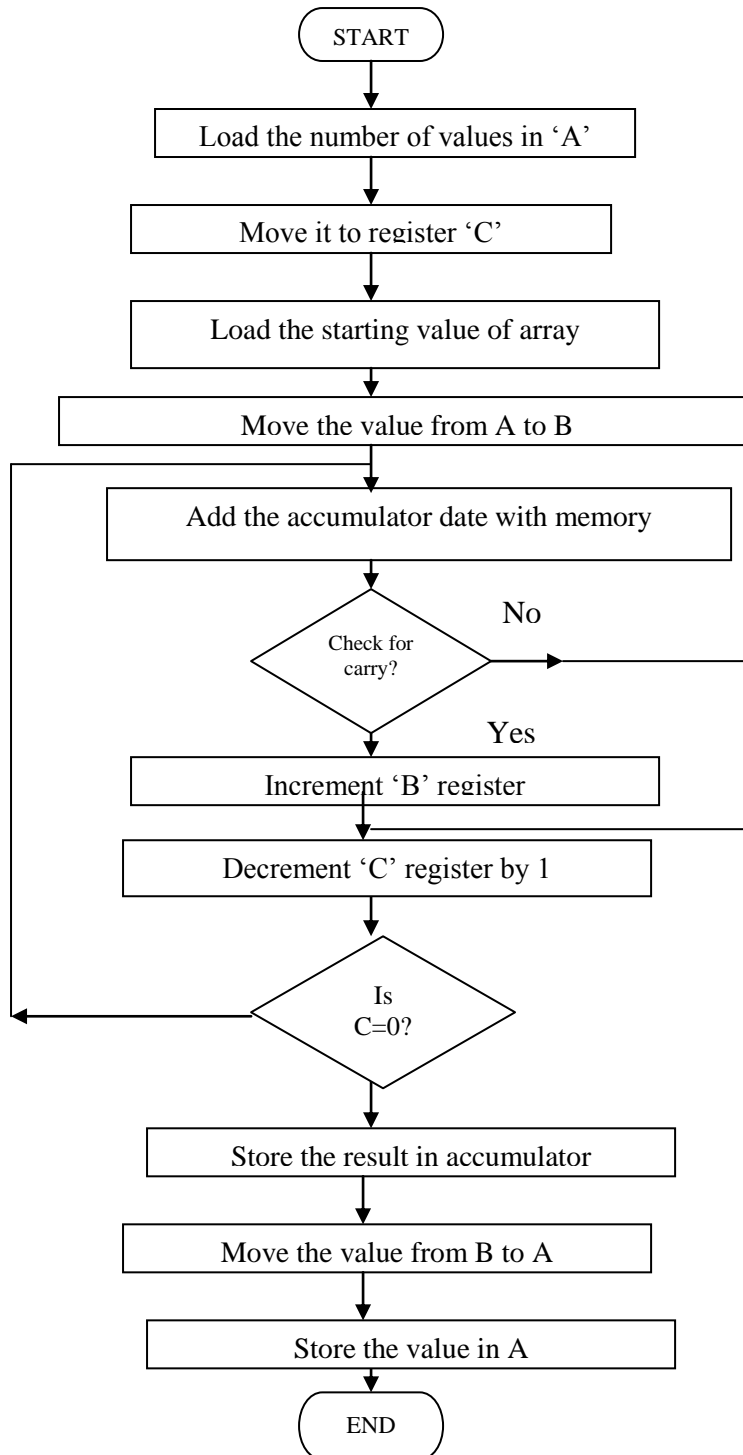 START
Load the number of values in ‘A’
Move it to register ‘C’
Load the starting value of array
Move the value from A to B
Add the accumulator date with memory
No
Check for
carry?
Yes
Increment ‘B’ register
Decrement ‘C’ register by 1
Is
C=0?
Store the result in accumulator
Move the value from B to A
Store the value in A
END